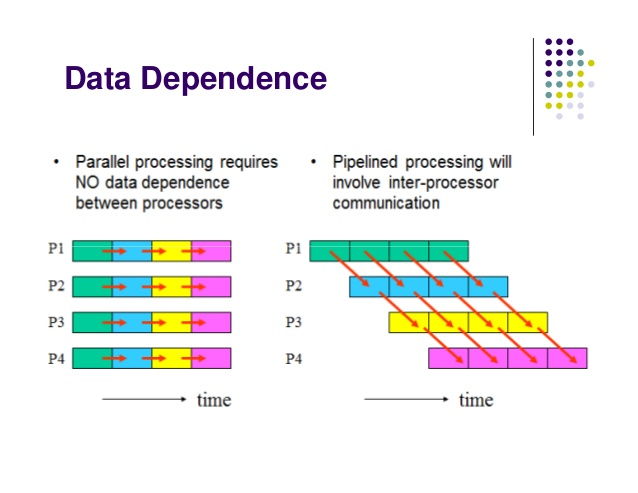 Data Dependence
• Parallel processing requires
NO data dependence
between processors
• Pipelined processing will
involve inter-processor
communication
P1
P2
P3
P4
time
P1
P2
P3
P4
time